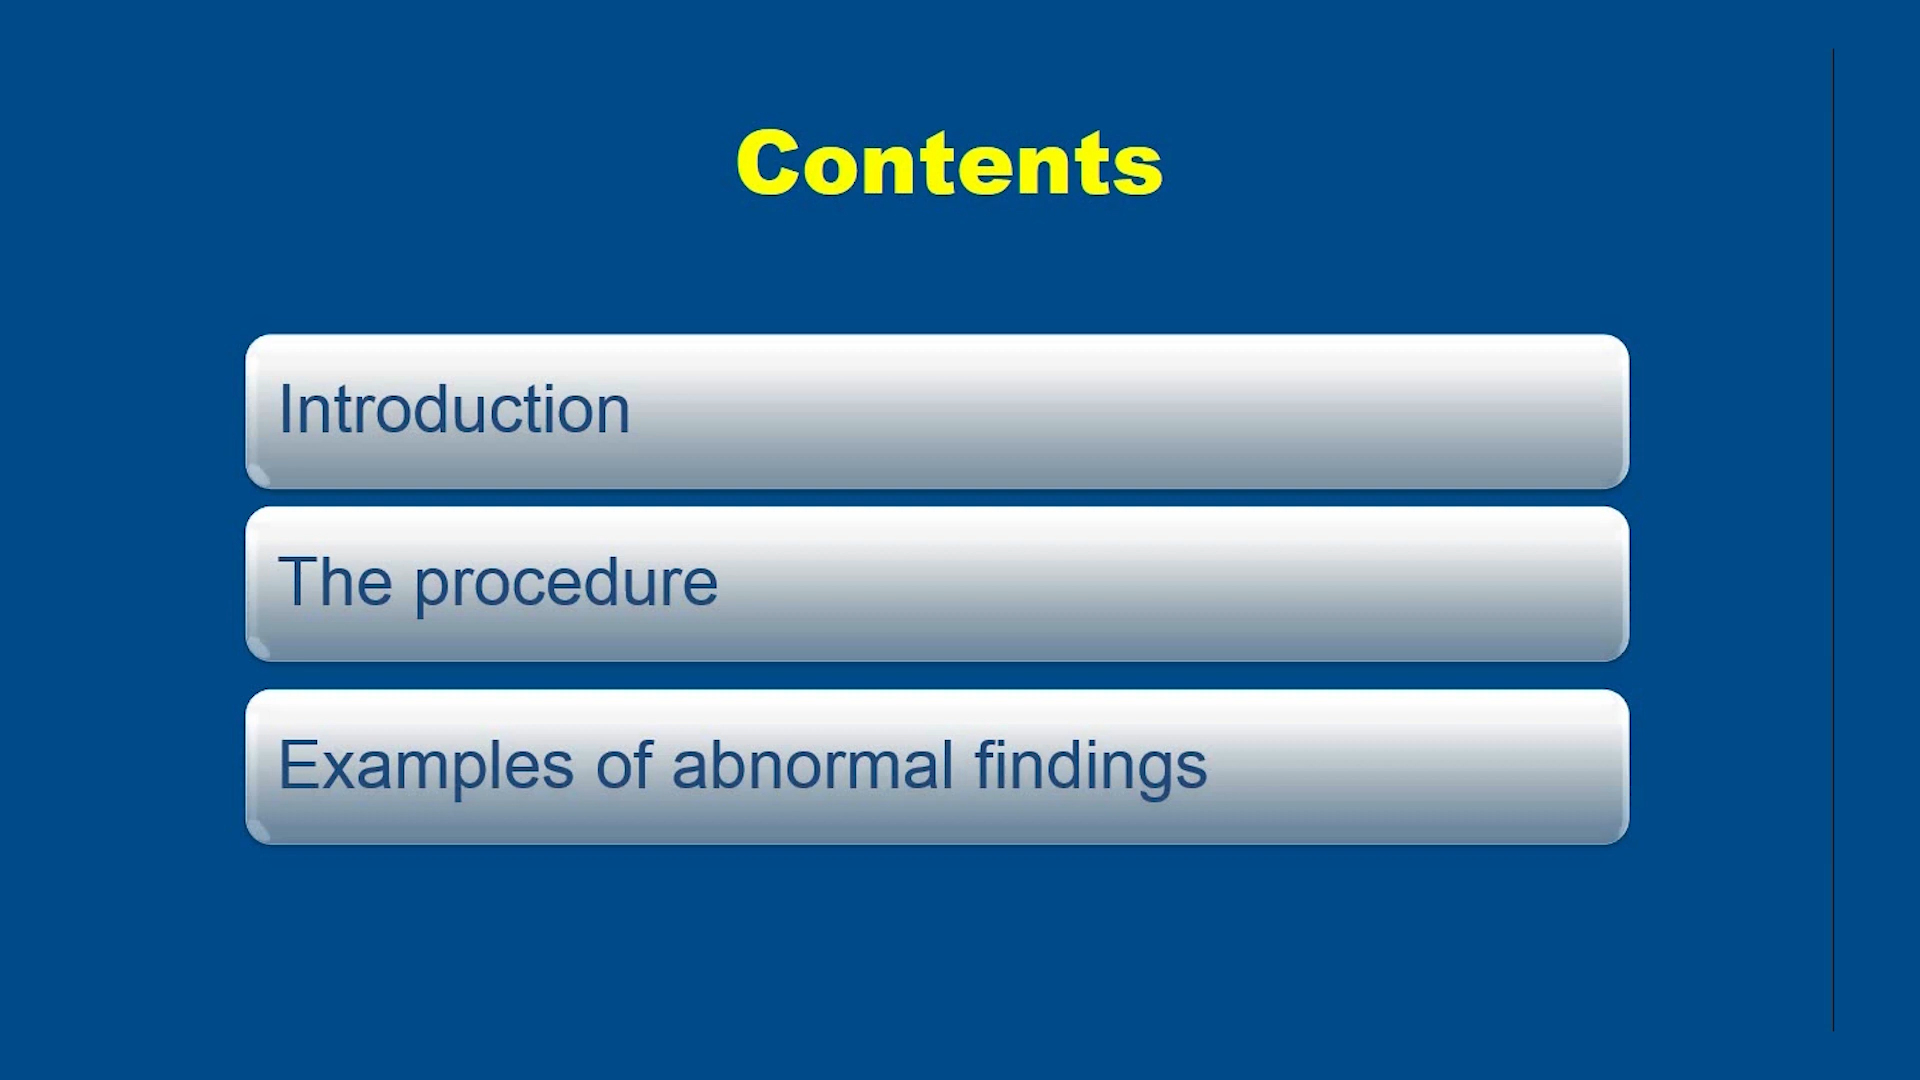 Contents
Introduction
The procedure
Examples of abnormal findings